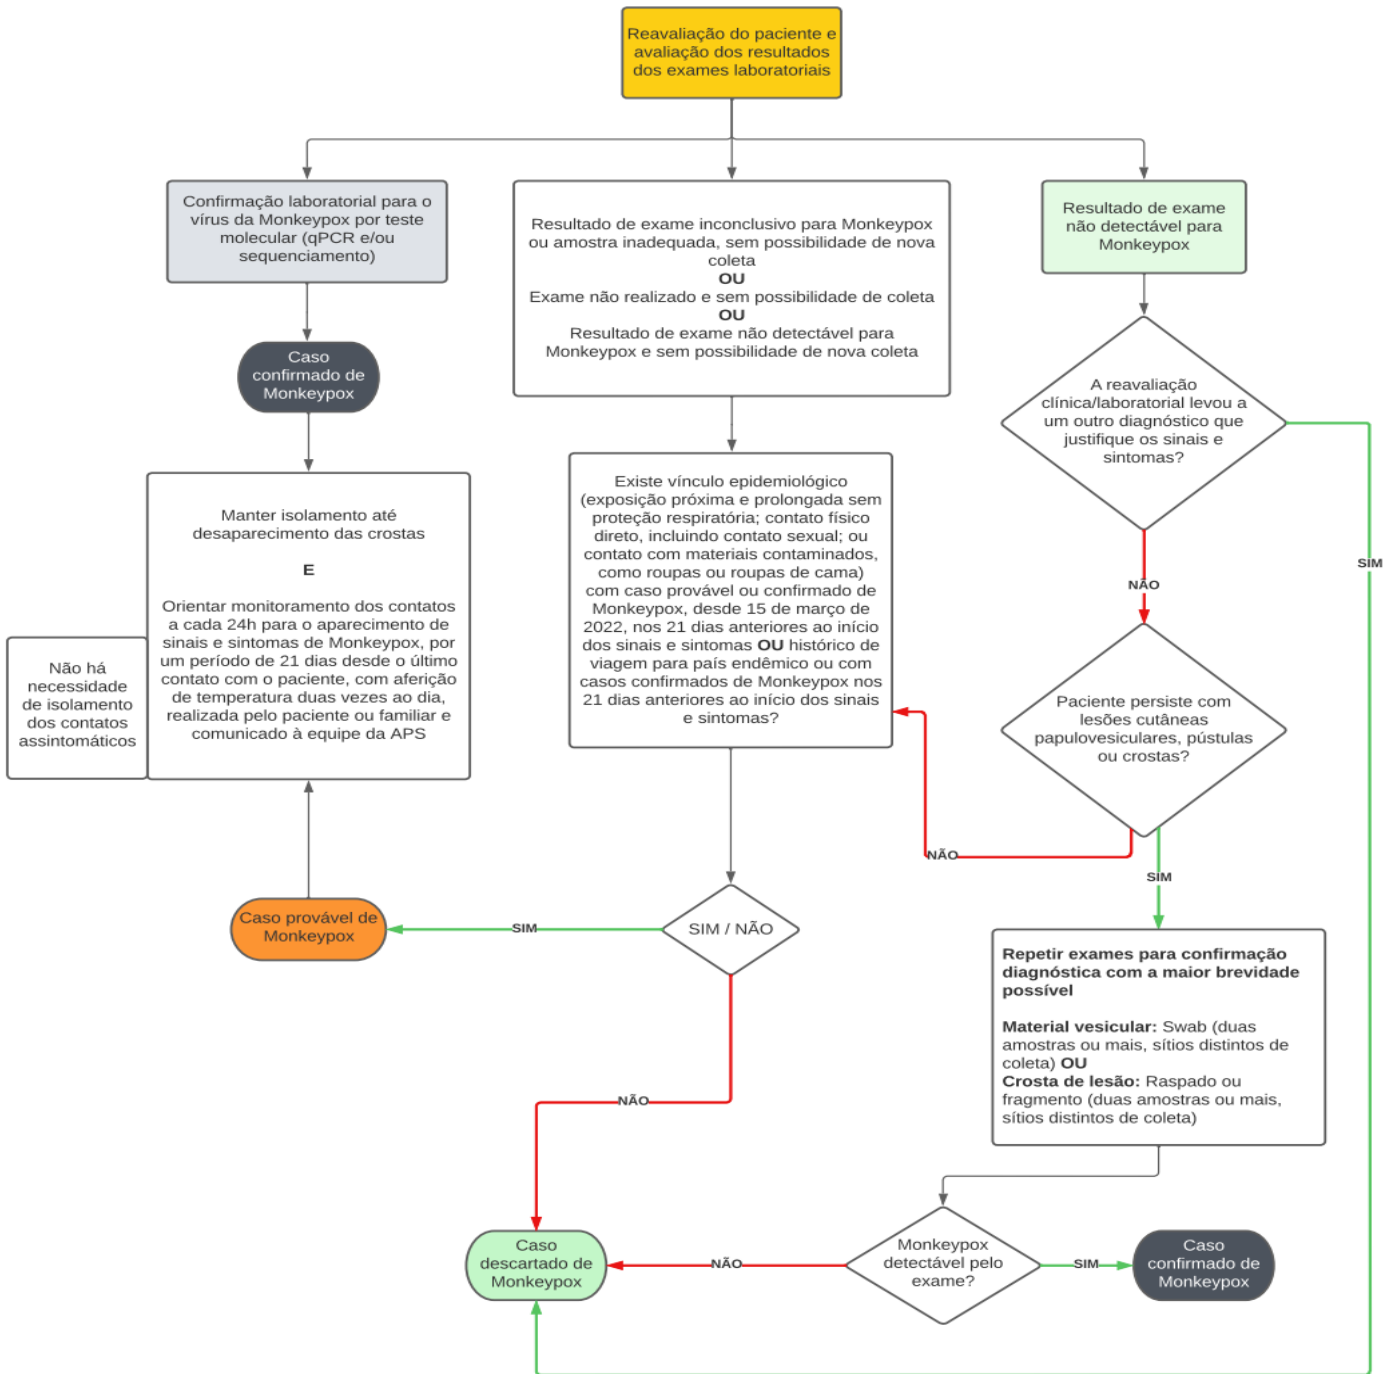 Reavaliação do paciente e
avaliação dos resultados
dos exames laboratoriais
Confirmação laboratorial para o
vírus da Monkeypox por teste
molecular (qPCR e/ou
sequenciamento)
Resultado de exame inconclusivo para Monkeypox
ou amostra inadequada, sem possibilidade de nova
coleta
OU
Exame não realizado e sem possibilidade de coleta
OU
Resultado de exame não detectável para
Monkeypox e sem possibilidade de nova coleta
Resultado de exame
não detectável para
Monkeypox
Caso
confirmado de
Monkeypox
A reavaliação
clínica/laboratorial levou a
um outro diagnóstico que
justifique os sinais e
sintomas?
SIM
NÃO
Manter isolamento até
desaparecimento das crostas
E
Orientar monitoramento dos contatos
a cada 24h para o aparecimento de
sinais e sintomas de Monkeypox, por
um período de 21 dias desde o último
contato com o paciente, com aferição
de temperatura duas vezes ao dia,
realizada pelo paciente ou familiar e
comunicado à equipe da APS
Não há
necessidade
de isolamento
dos contatos
assintomáticos
Existe vínculo epidemiológico
(exposição próxima e prolongada sem
proteção respiratória; contato físico
direto, incluindo contato sexual; ou
contato com materiais contaminados,
como roupas ou roupas de cama)
com caso provável ou confirmado de
Monkeypox, desde 15 de março de
2022, nos 21 dias anteriores ao início
dos sinais e sintomas OU histórico de
viagem para país endêmico ou com
casos confirmados de Monkeypox nos
21 dias anteriores ao início dos sinais
e sintomas?
Paciente persiste com
lesões cutâneas
papulovesiculares, pústulas
ou crostas?
NÃO
SIM
Caso provável de
Monkeypox
SIM
SIM / NÃO
NÃO
Repetir exames para confirmação
diagnóstica com a maior brevidade
possível
Material vesicular: Swab (duas
amostras ou mais, sítios distintos de
coleta) OU
Crosta de lesão: Raspado ou
fragmento (duas amostras ou mais,
sítios distintos de coleta)
Caso
descartado de
Monkeypox
NÃO
Monkeypox
detectável pelo
exame?
SIM
Caso
confirmado de
Monkeypox